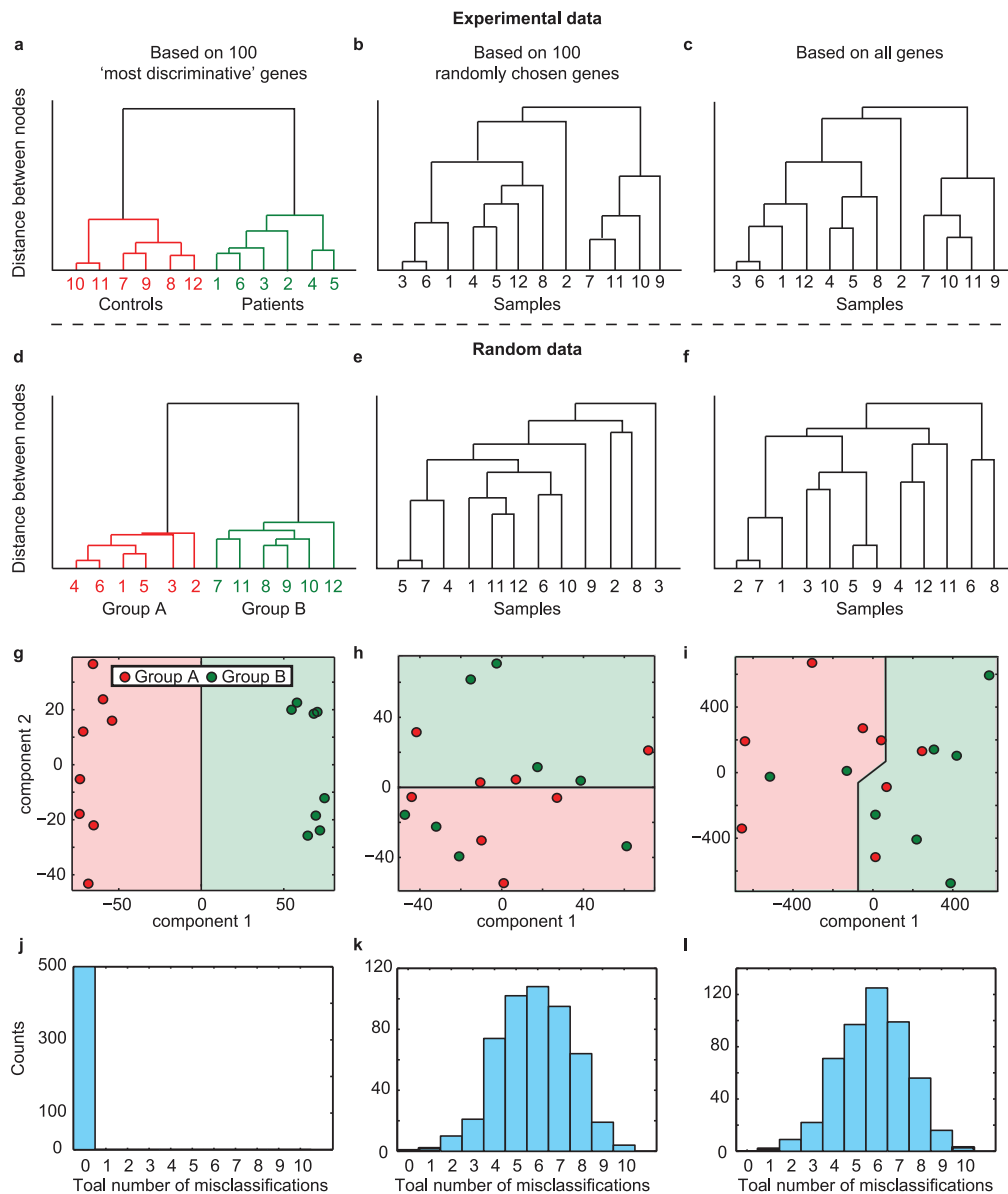 Experimental data
a
Based on 100
'most discriminative' genes
b
Based on 100
randomly chosen genes
c
Based on all genes
Distance between nodes
10 11 7 9 8 12 1 6 3 2 4 5
Controls Patients
3 6 1 4 5 12 8 2 7 11 10 9
Samples
3 6 1 12 4 5 8 2 7 10 11 9
Samples
Random data
d
e
f
Distance between nodes
4 6 1 5 3 2 7 11 8 9 10 12
Group A Group B
5 7 4 1 11 12 6 10 9 2 8 3
Samples
2 7 1 3 10 5 9 4 12 11 6 8
Samples
g
Group A Group B
component 2
20
0
−20
−40
−50 0 50
component 1
h
40
0
−40
−40 0 40
component 1
i
400
0
−400
−400 0 400
component 1
j
Counts
500
300
100
0
0 1 2 3 4 5 6 7 8 9 10
Toal number of misclassifications
k
120
80
40
0
0 1 2 3 4 5 6 7 8 9 10
Toal number of misclassifications
l
120
80
40
0
0 1 2 3 4 5 6 7 8 9 10
Toal number of misclassifications